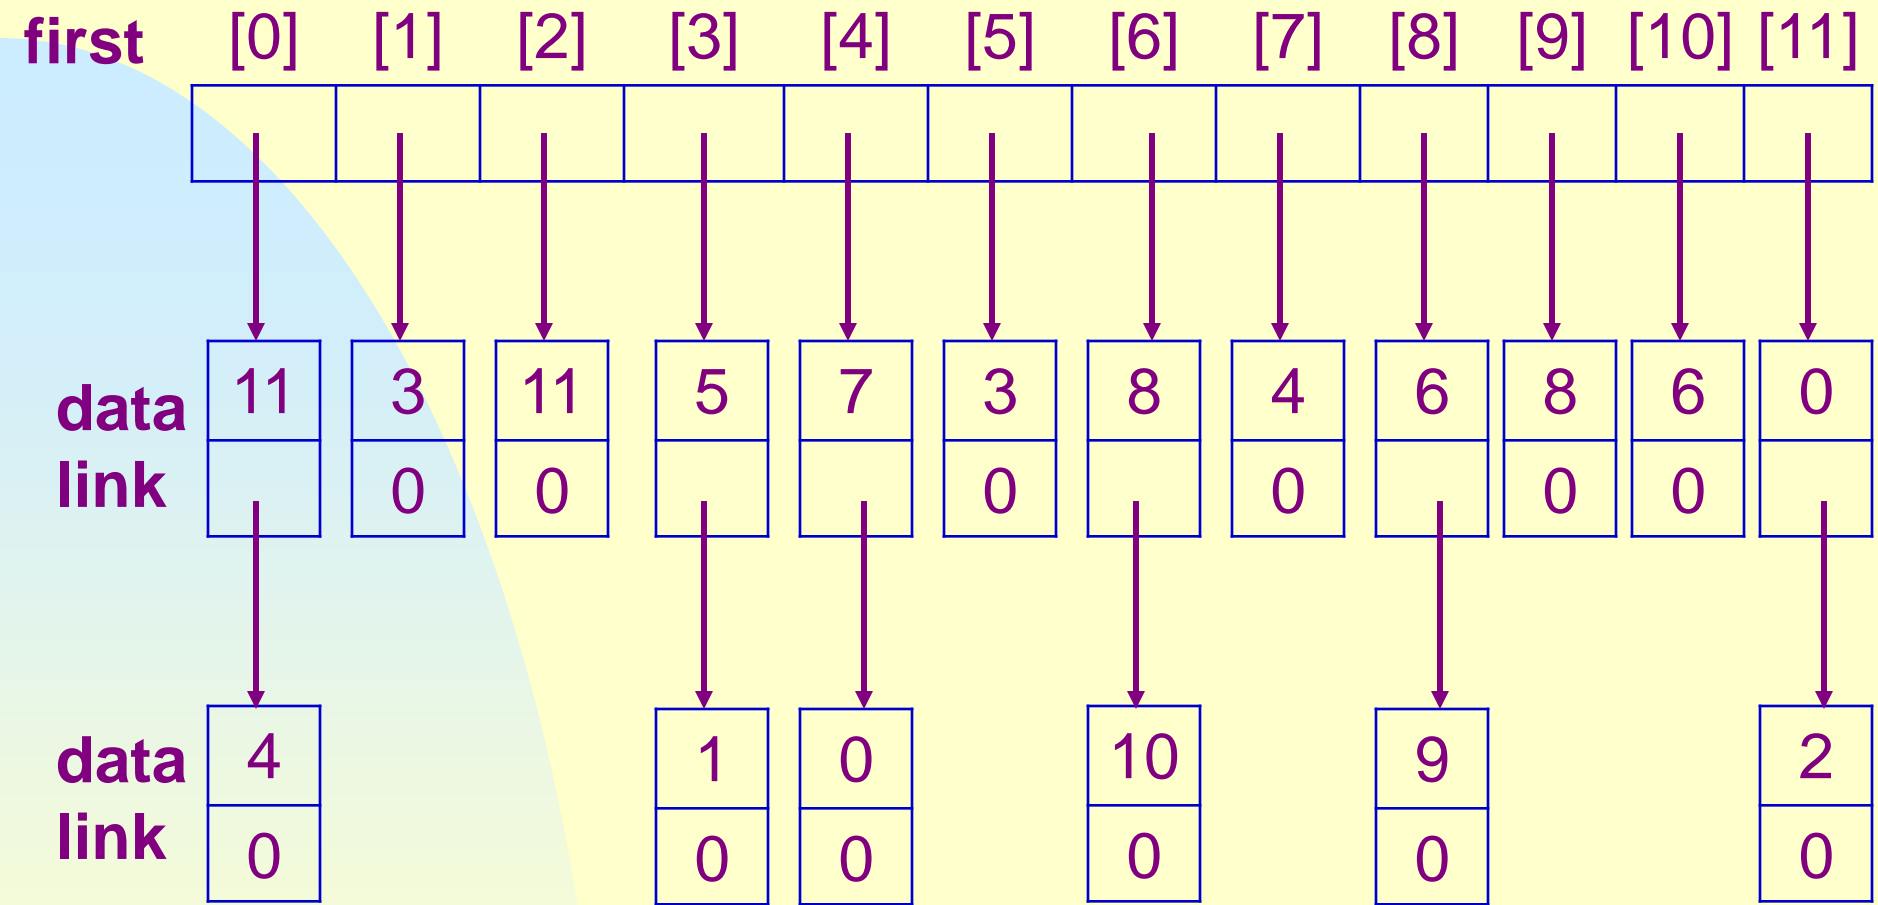 first [0] [1] [2] [3] [4] [5] [6] [7] [8] [9] [10] [11]
data 11 3 11 5 7 3 8 4 6 8 6 0
link 0 0 0 0 0 0
data 4 1 0 10 9 2
link 0 0 0 0 0 0